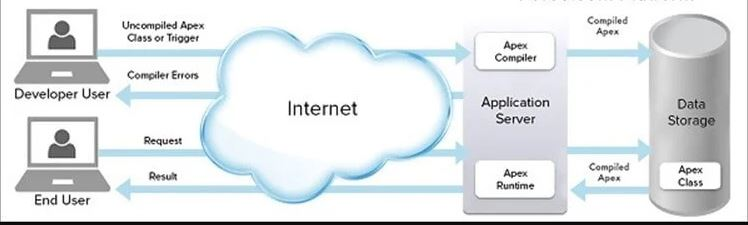 Uncompiled Apex
Class or Trigger
Compiler Errors
Developer User
Request
Result
End User
Internet
Apex
Compiler
Application
Server
Apex
Runtime
Compiled
Apex
Data
Storage
Compiled
Apex
Apex
Class